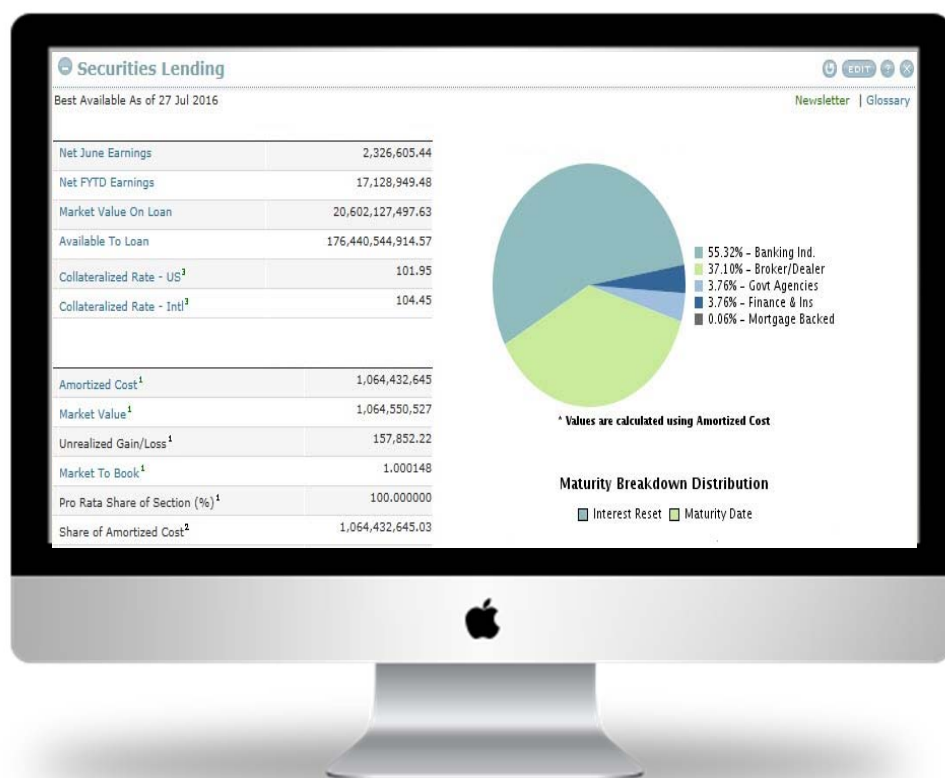 Securities Lending
EDIT ?
Best Available As of 27 Jul 2016
Newsletter | Glossary
Net June Earnings 2,326,605.44
Net FYTD Earnings 17,128,949.48
Market Value On Loan 20,602,127,497.63
Available To Loan 176,440,544,914.57
Collateralized Rate - US³ 101.95
Collateralized Rate - Intl³ 104.45
55.32% - Banking Ind.
37.10% - Broker/Dealer
3.76% - Govt Agencies
3.76% - Finance & Ins
0.06% - Mortgage Backed
* Values are calculated using Amortized Cost
Amortized Cost¹ 1,064,432,645
Market Value¹ 1,064,550,527
Unrealized Gain/Loss¹ 157,852.22
Market To Book¹ 1.000148
Pro Rata Share of Section (%)¹ 100.000000
Share of Amortized Cost² 1,064,432,645.03
Maturity Breakdown Distribution
Interest Reset Maturity Date